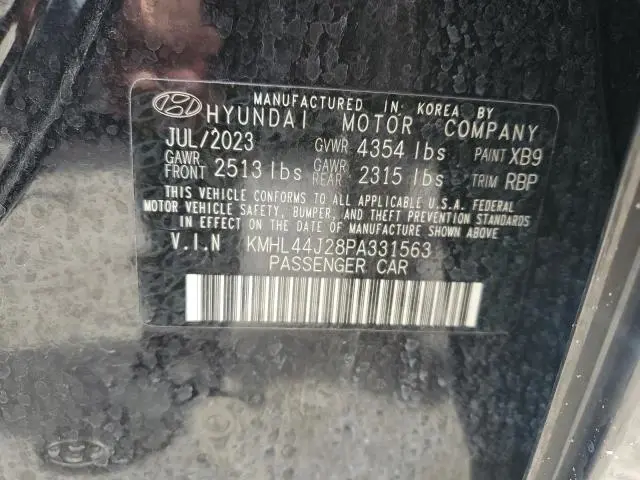 MANUFACTURED IN KOREA BY
HYUNDAI MOTOR COMPANY
JUL/2023 GVWR 4354 lbs PAINT XB9
GAWR FRONT 2513 lbs GAWR REAR 2315 lbs TRIM RBP
THIS VEHICLE CONFORMS TO ALL APPLICABLE U.S.A. FEDERAL
MOTOR VEHICLE SAFETY, BUMPER, AND THEFT PREVENTION STANDARDS
IN EFFECT ON THE DATE OF MANUFACTURE SHOWN ABOVE
V.I.N KMHL44J28PA331563
PASSENGER CAR